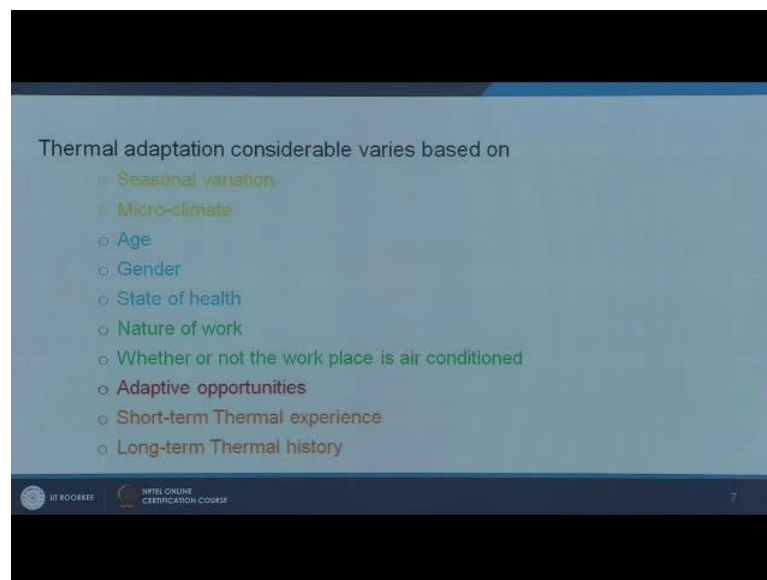 Thermal adaptation considerable varies based on
o Seasonal variation
o Micro-climate
o Age
o Gender
o State of health
o Nature of work
o Whether or not the work place is air conditioned
o Adaptive opportunities
o Short-term Thermal experience
o Long-term Thermal history
IIT ROORKEE
NPTEL ONLINE
CERTIFICATION COURSE
7